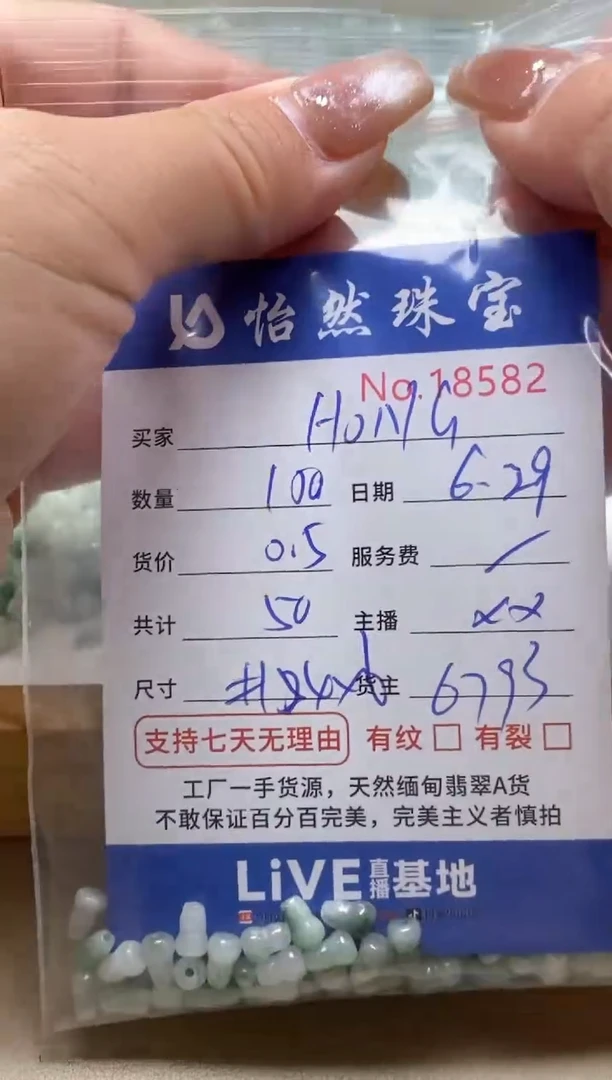 怡然珠宝
No.18582
买家 HONG
数量 100 日期 6-29
货价 0.5 服务费 /
共计 50 主播 xx
尺寸 货主 6793
支持七天无理由 有纹 □ 有裂 □
工厂一手货源，天然缅甸翡翠A货
不敢保证百分百完美，完美主义者慎拍
LiVE直播基地